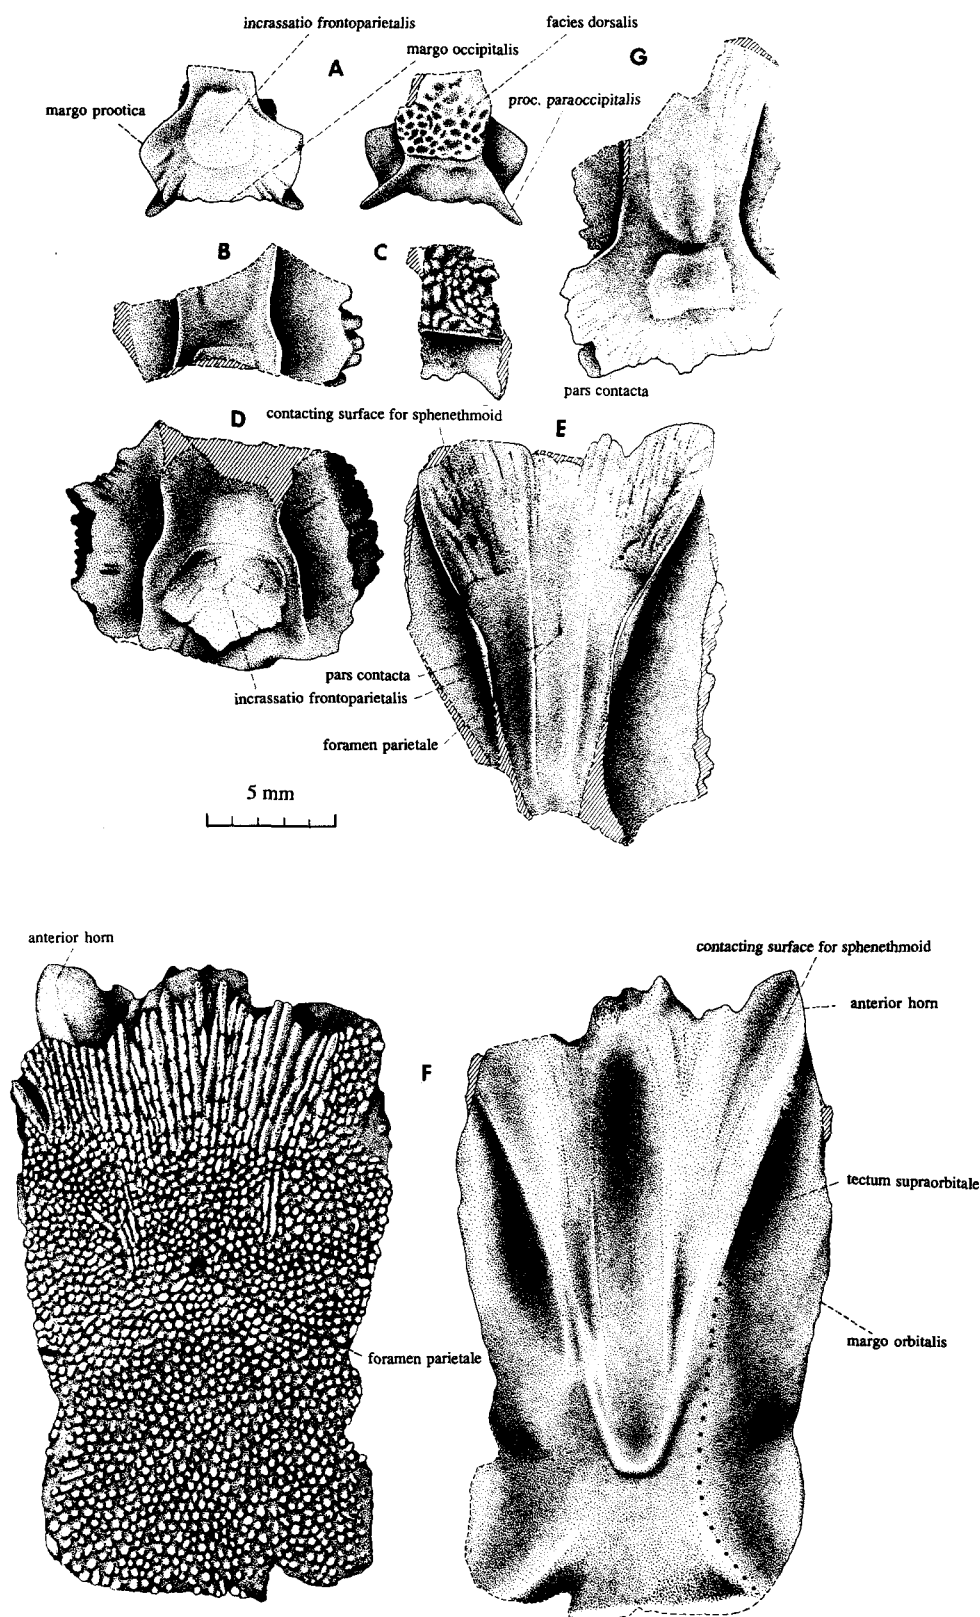 incrassatio frontoparietalis
facies dorsalis
A
margo occipitalis
G
margo prootica
proc. paraoccipitalis
B
C
pars contacta
D
contacting surface for sphenethmoid
E
pars contacta
incrassatio frontoparietalis
foramen parietale
5 mm
anterior horn
contacting surface for sphenethmoid
anterior horn
F
tectum supraorbitale
margo orbitalis
foramen parietale